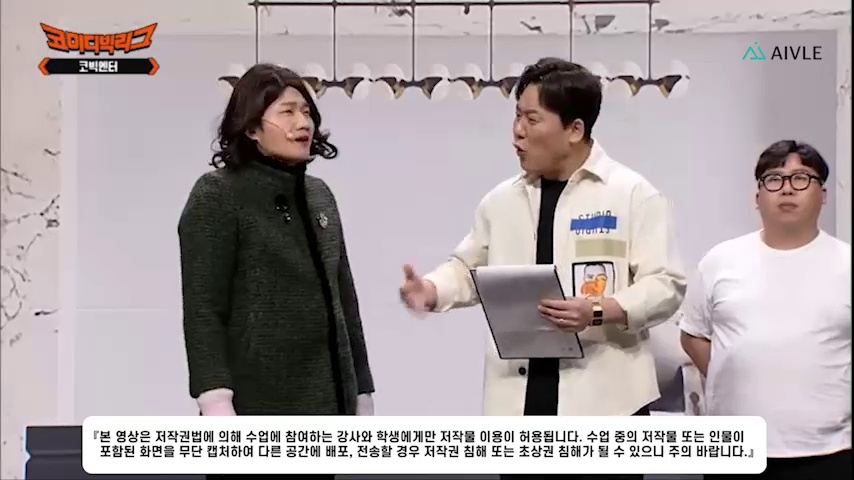 코미디빅리그
코빅엔터
AIVLE
STUDIO
『본 영상은 저작권법에 의해 수업에 참여하는 강사와 학생에게만 저작물 이용이 허용됩니다. 수업 중의 저작물 또는 인물이
포함된 화면을 무단 캡처하여 다른 공간에 배포, 전송할 경우 저작권 침해 또는 초상권 침해가 될 수 있으니 주의 바랍니다.』